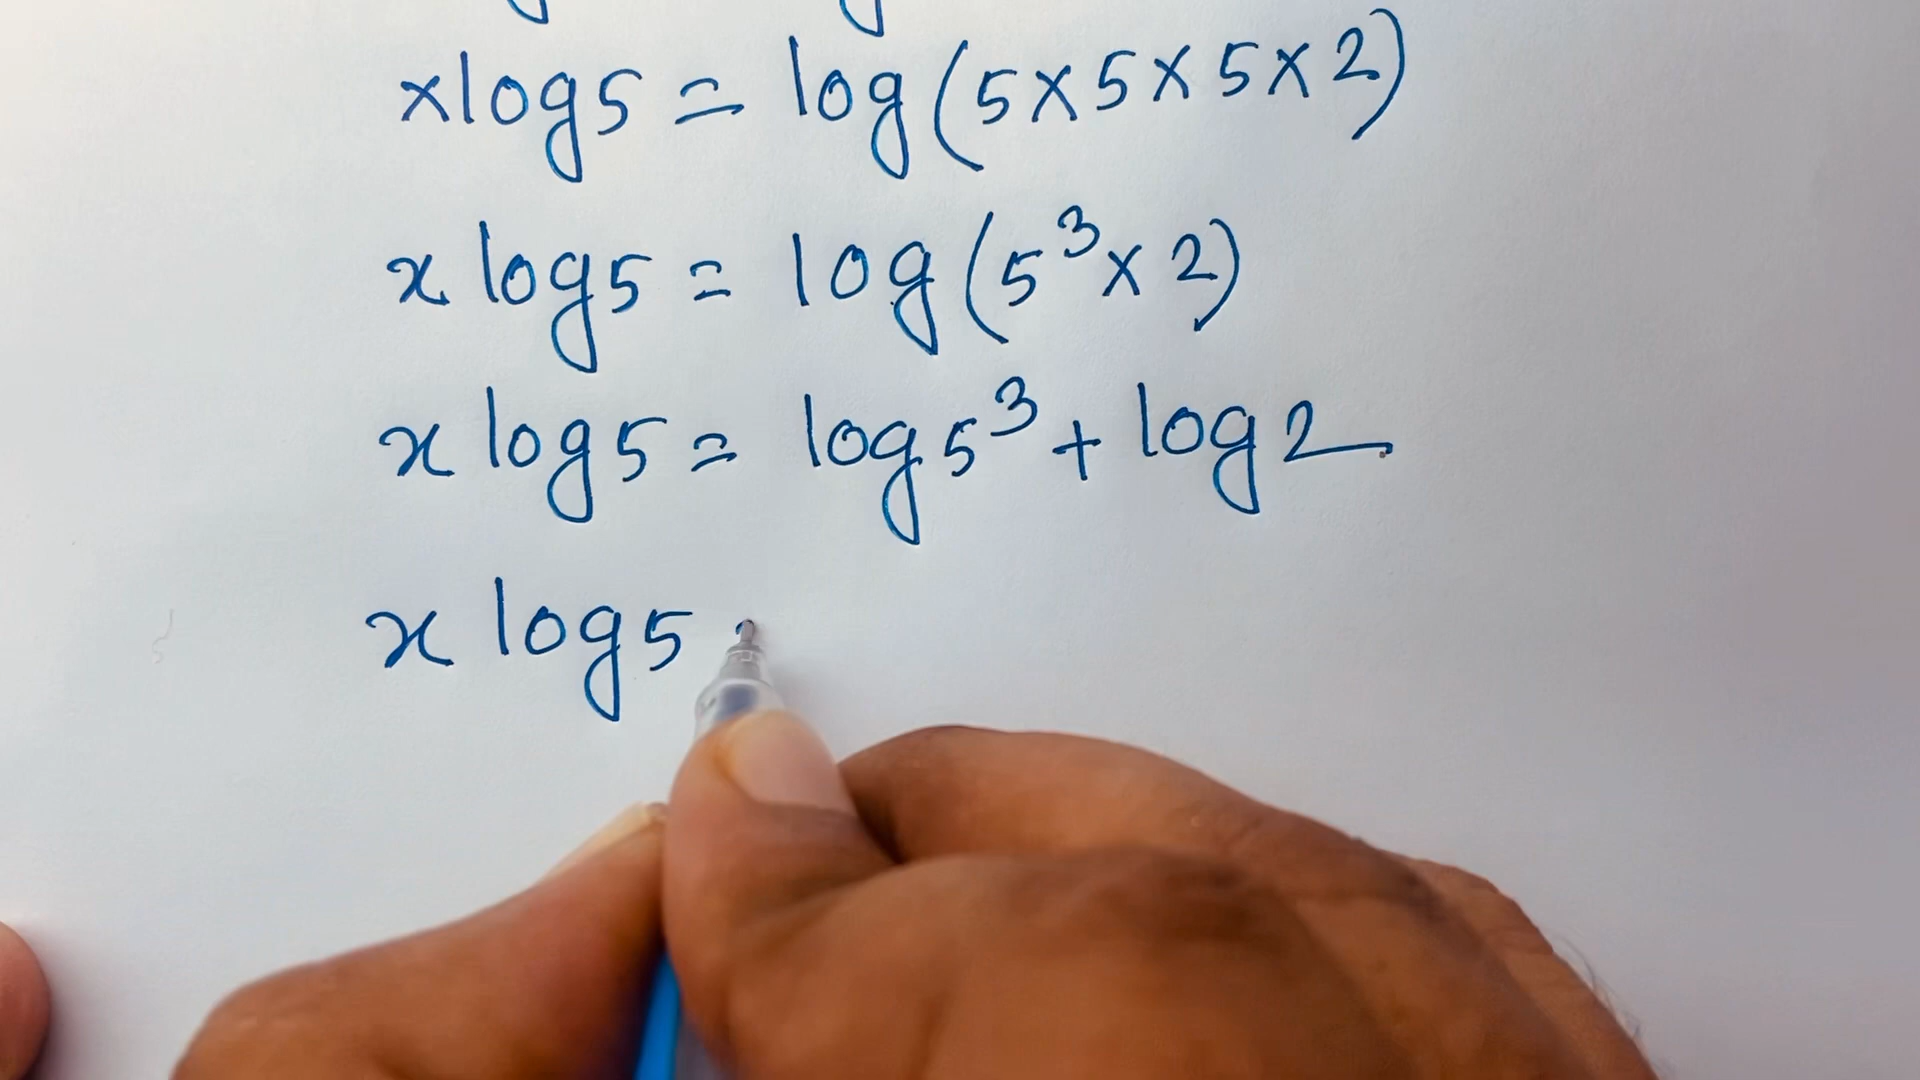 xlog5 = log(5×5×5×2)
x log5 = log(5³×2)
x log5 = log5³ + log2
x log5